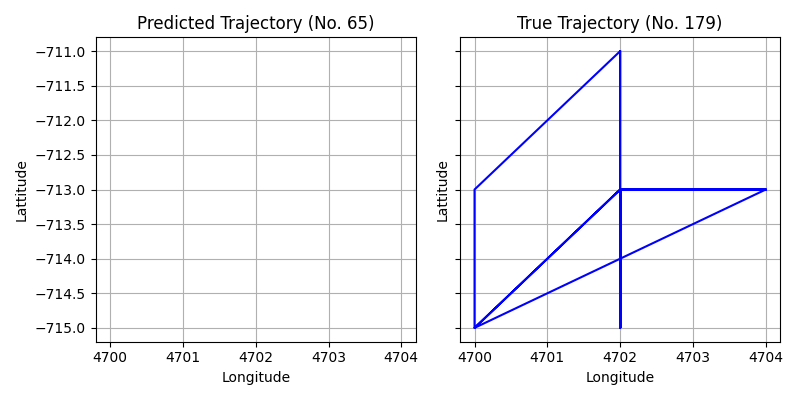 Predicted Trajectory (No. 65)
True Trajectory (No. 179)
−711.0
−711.5
−712.0
−712.5
−713.0
−713.5
−714.0
−714.5
−715.0
Lattitude
Lattitude
4700 4701 4702 4703 4704
4700 4701 4702 4703 4704
Longitude
Longitude